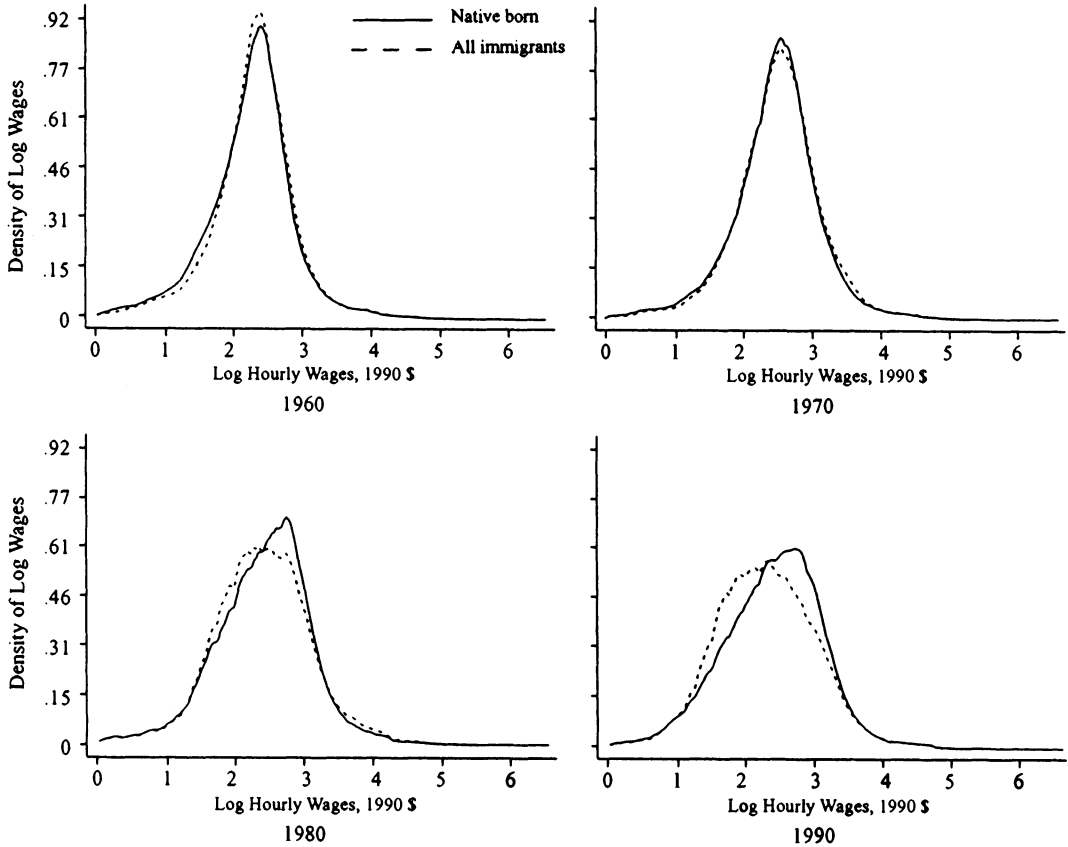 Native born
All immigrants
Density of Log Wages
.92
.77
.61
.46
.31
.15
0
0 1 2 3 4 5 6
Log Hourly Wages, 1990 $
1960
0 1 2 3 4 5 6
Log Hourly Wages, 1990 $
1970
Density of Log Wages
.92
.77
.61
.46
.31
.15
0
0 1 2 3 4 5 6
Log Hourly Wages, 1990 $
1980
0 1 2 3 4 5 6
Log Hourly Wages, 1990 $
1990